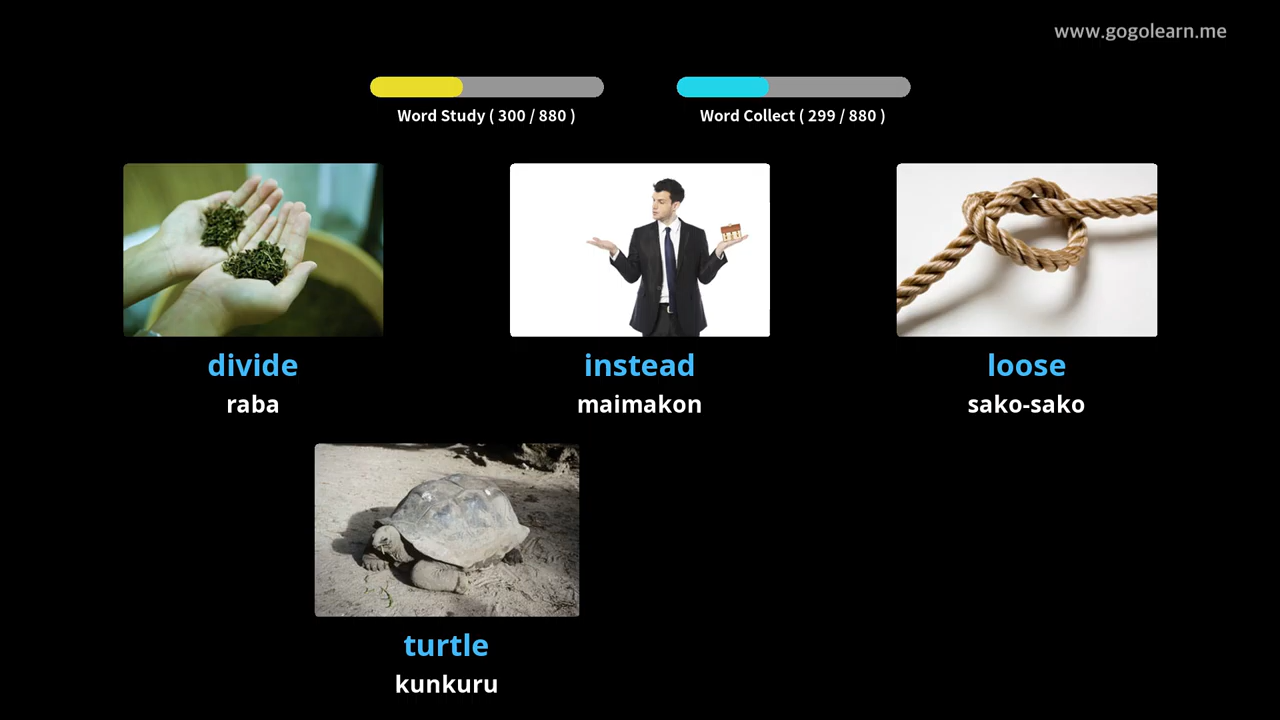 www.gogolearn.me
Word Study ( 300 / 880 )
Word Collect ( 299 / 880 )
divide
raba
instead
maimakon
loose
sako-sako
turtle
kunkuru